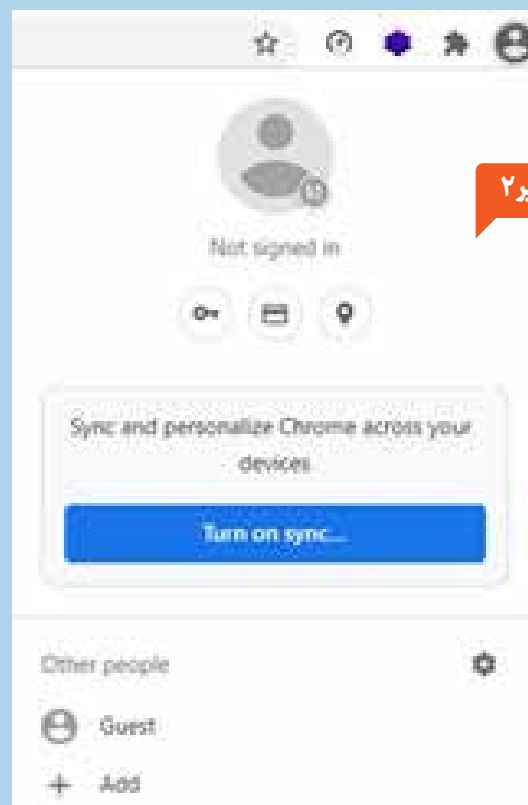 Not signed in
Sync and personalize Chrome across your
devices
Turn on sync...
Other people
Guest
Add